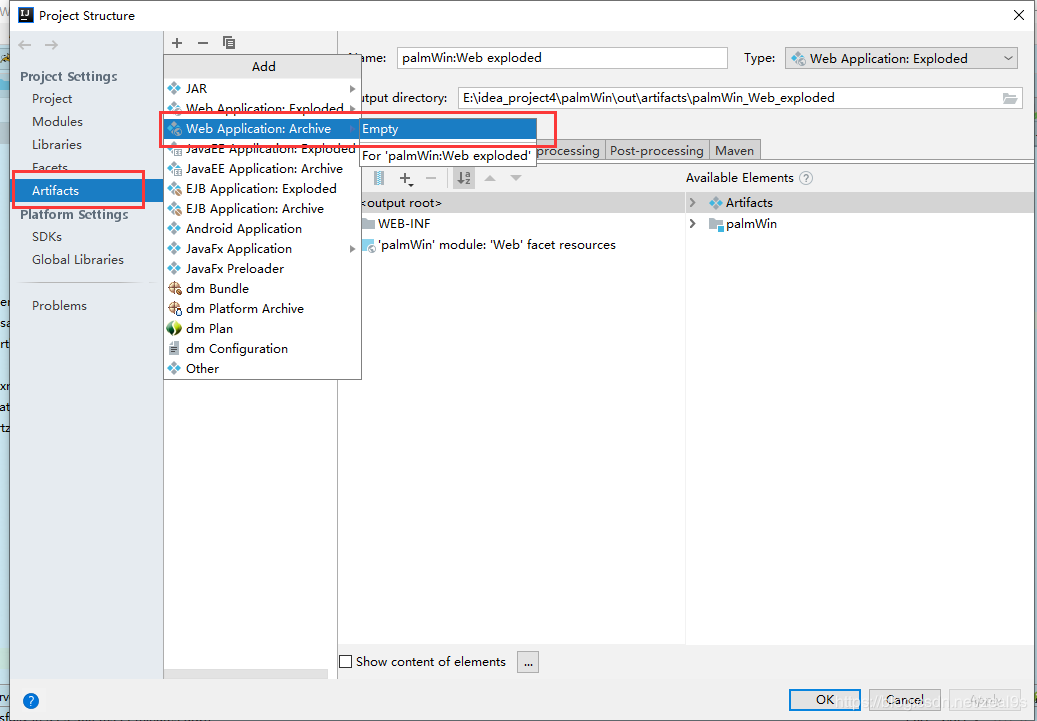 Project Structure
Project Settings
Project
Modules
Libraries
Facets
Artifacts
Platform Settings
SDKs
Global Libraries
Problems
Add
JAR
Web Application: Exploded
Web Application: Archive
JavaEE Application: Exploded
JavaEE Application: Archive
EJB Application: Exploded
EJB Application: Archive
Android Application
JavaFx Application
JavaFx Preloader
dm Bundle
dm Platform Archive
dm Plan
dm Configuration
Other
Empty
For 'palmWin:Web exploded'
ame: palmWin:Web exploded Type: Web Application: Exploded
utput directory: E:\idea_project4\palmWin\out\artifacts\palmWin_Web_exploded
processing Post-processing Maven
<output root>
WEB-INF
'palmWin' module: 'Web' facet resources
Available Elements ?
Artifacts
palmWin
Show content of elements ...
? OK Cancel Apply